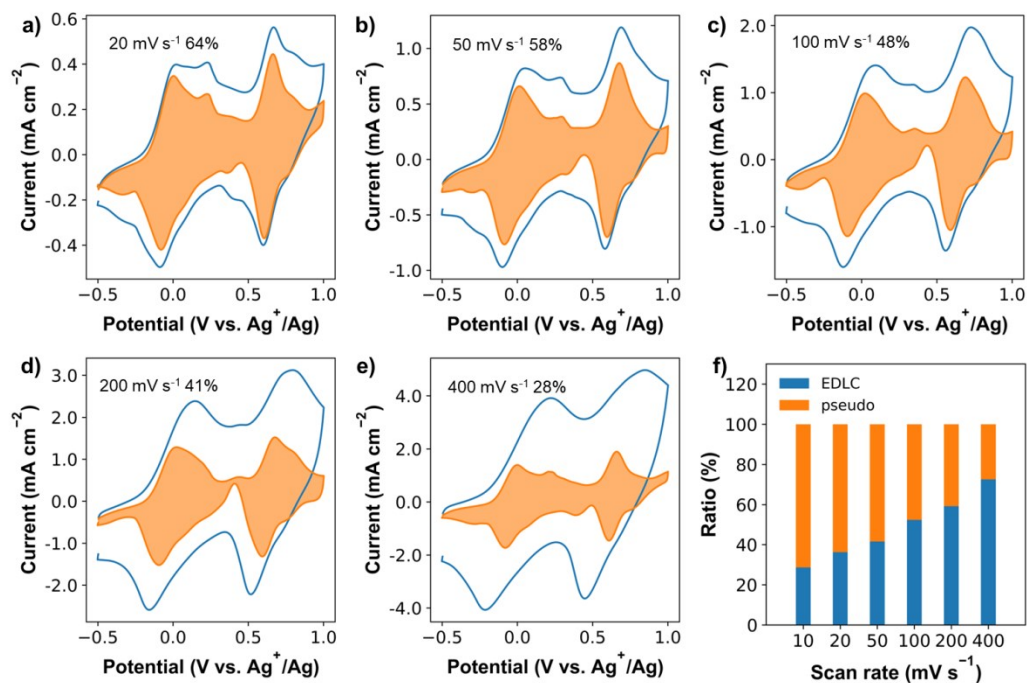 a)
20 mV s⁻¹ 64%
0.6
0.4
0.2
0.0
-0.2
-0.4
Current (mA cm⁻²)
−0.5 0.0 0.5 1.0
Potential (V vs. Ag⁺/Ag)
b)
50 mV s⁻¹ 58%
1.0
0.5
0.0
-0.5
-1.0
Current (mA cm⁻²)
−0.5 0.0 0.5 1.0
Potential (V vs. Ag⁺/Ag)
c)
100 mV s⁻¹ 48%
2.0
1.0
0.0
-1.0
Current (mA cm⁻²)
−0.5 0.0 0.5 1.0
Potential (V vs. Ag⁺/Ag)
d)
200 mV s⁻¹ 41%
3.0
2.0
1.0
0.0
-1.0
-2.0
Current (mA cm⁻²)
−0.5 0.0 0.5 1.0
Potential (V vs. Ag⁺/Ag)
e)
400 mV s⁻¹ 28%
4.0
2.0
0.0
-2.0
-4.0
Current (mA cm⁻²)
−0.5 0.0 0.5 1.0
Potential (V vs. Ag⁺/Ag)
f)
EDLC
pseudo
120
100
80
60
40
20
0
Ratio (%)
10 20 50 100 200 400
Scan rate (mV s⁻¹)